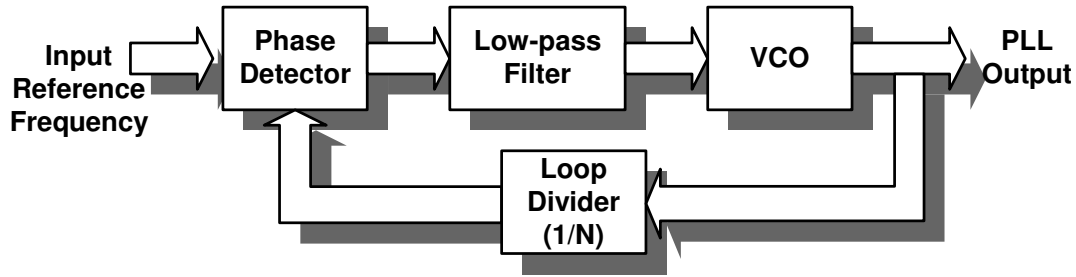 Input
Reference
Frequency
Phase
Detector
Low-pass
Filter
VCO
PLL
Output
Loop
Divider
(1/N)